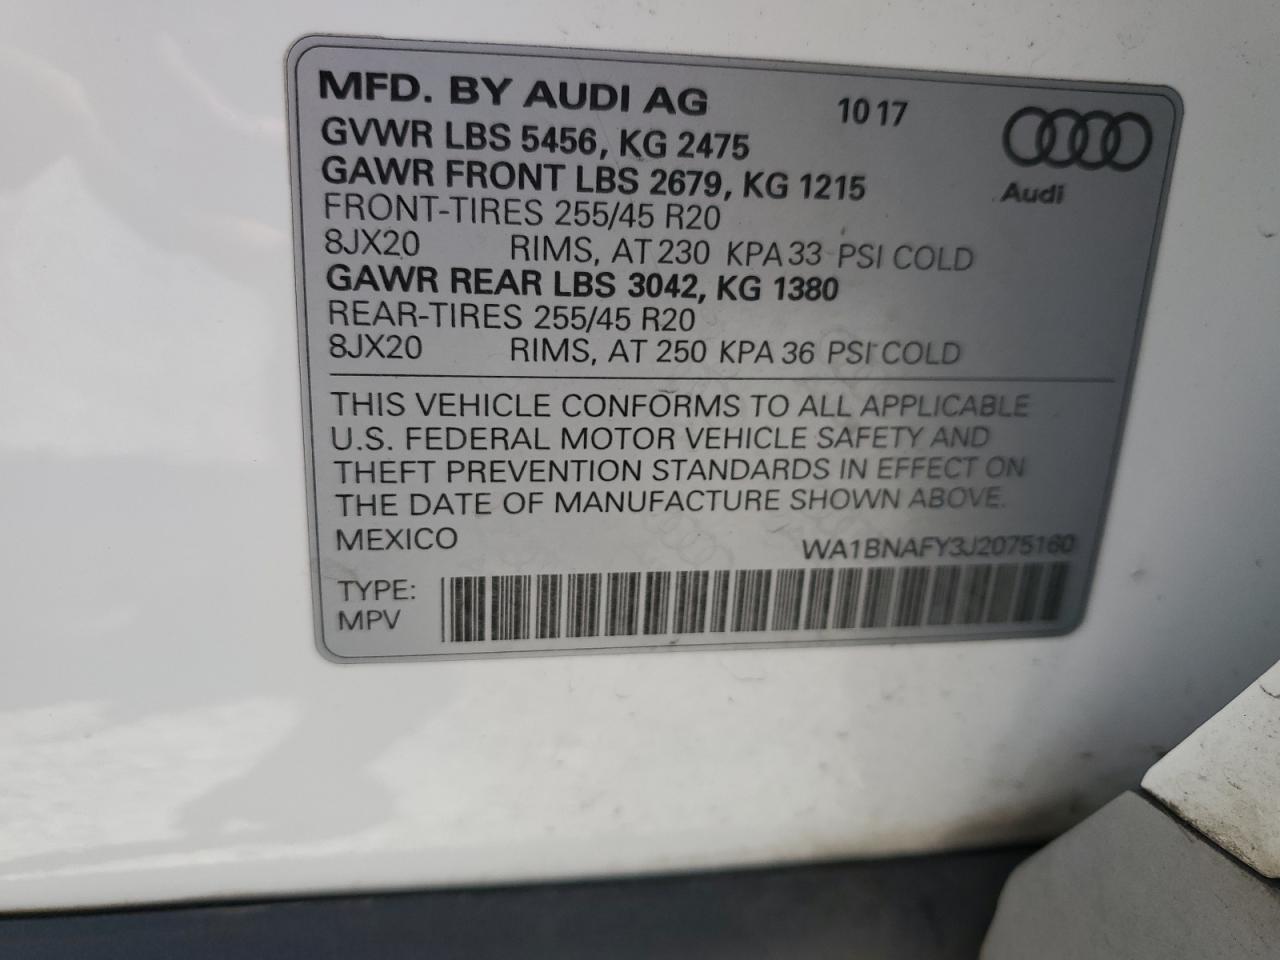 MFD. BY AUDI AG 10 17
GVWR LBS 5456, KG 2475
GAWR FRONT LBS 2679, KG 1215
Audi
FRONT-TIRES 255/45 R20
8JX20 RIMS, AT 230 KPA 33 PSI COLD
GAWR REAR LBS 3042, KG 1380
REAR-TIRES 255/45 R20
8JX20 RIMS, AT 250 KPA 36 PSI COLD
THIS VEHICLE CONFORMS TO ALL APPLICABLE
U.S. FEDERAL MOTOR VEHICLE SAFETY AND
THEFT PREVENTION STANDARDS IN EFFECT ON
THE DATE OF MANUFACTURE SHOWN ABOVE.
MEXICO WA1BNAFY3J2075160
TYPE:
MPV